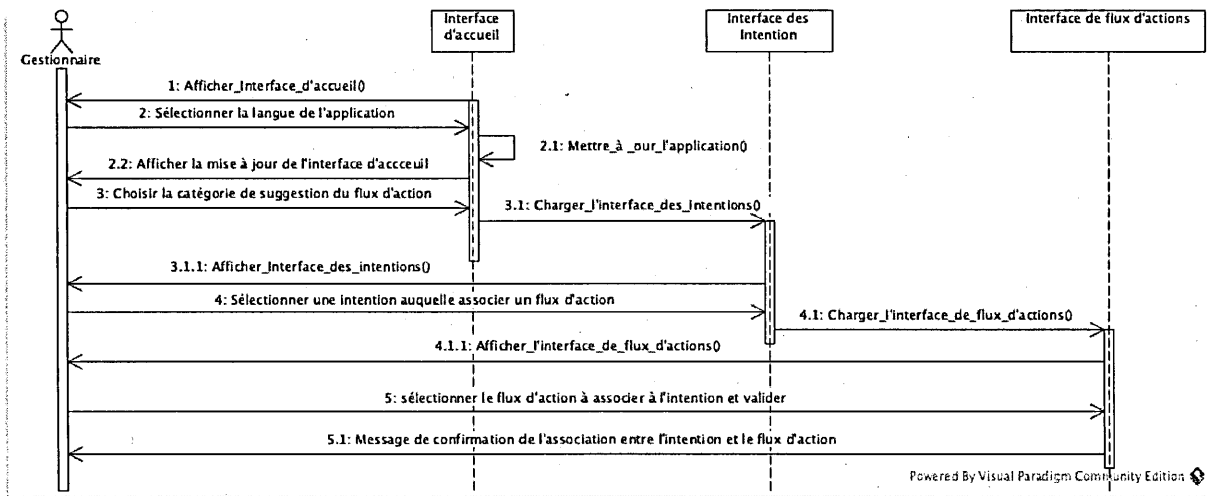 Interface
d'accueil
Interface des
Intention
Interface de flux d'actions
Gestionnaire
1: Afficher_Interface_d'accueil()
2: Sélectionner la langue de l'application
2.1: Mettre_à _our_l'application()
2.2: Afficher la mise à jour de l'interface d'accceuil
3: Choisir la catégorie de suggestion du flux d'action
3.1: Charger_l'interface_des_Intentions()
3.1.1: Afficher_Interface_des_intentions()
4: Sélectionner une intention auquelle associer un flux d'action
4.1: Charger_l'interface_de_flux_d'actions()
4.1.1: Afficher_l'interface_de_flux_d'actions()
5: sélectionner le flux d'action à associer à l'intention et valider
5.1: Message de confirmation de l'association entre l'intention et le flux d'action
Powered By Visual Paradigm Community Edition